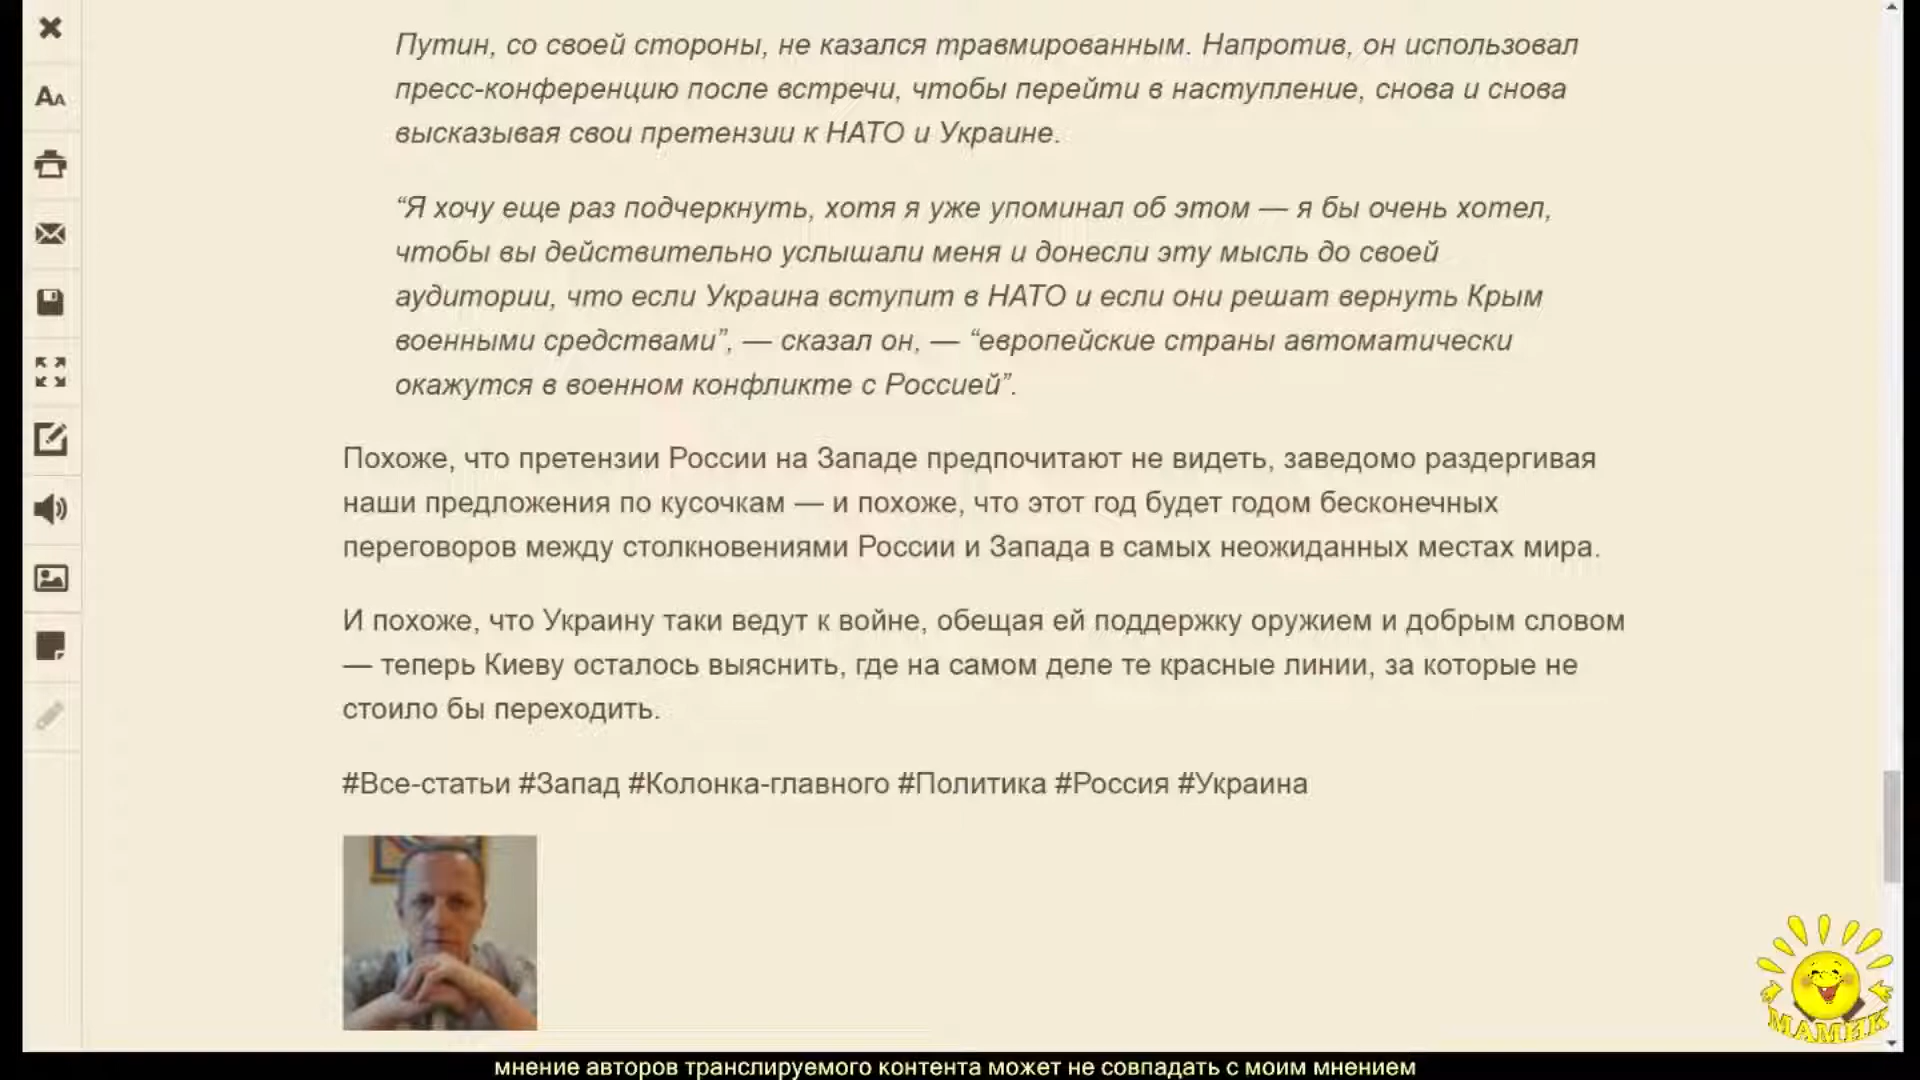 Путин, со своей стороны, не казался травмированным. Напротив, он использовал
пресс-конференцию после встречи, чтобы перейти в наступление, снова и снова
высказывая свои претензии к НАТО и Украине.
“Я хочу еще раз подчеркнуть, хотя я уже упоминал об этом — я бы очень хотел,
чтобы вы действительно услышали меня и донесли эту мысль до своей
аудитории, что если Украина вступит в НАТО и если они решат вернуть Крым
военными средствами”, — сказал он, — “европейские страны автоматически
окажутся в военном конфликте с Россией”.
Похоже, что претензии России на Западе предпочитают не видеть, заведомо раздергивая
наши предложения по кусочкам — и похоже, что этот год будет годом бесконечных
переговоров между столкновениями России и Запада в самых неожиданных местах мира.
И похоже, что Украину таки ведут к войне, обещая ей поддержку оружием и добрым словом
— теперь Киеву осталось выяснить, где на самом деле те красные линии, за которые не
стоило бы переходить.
#Все-статьи #Запад #Колонка-главного #Политика #Россия #Украина
МАМИК
мнение авторов транслируемого контента может не совпадать с моим мнением